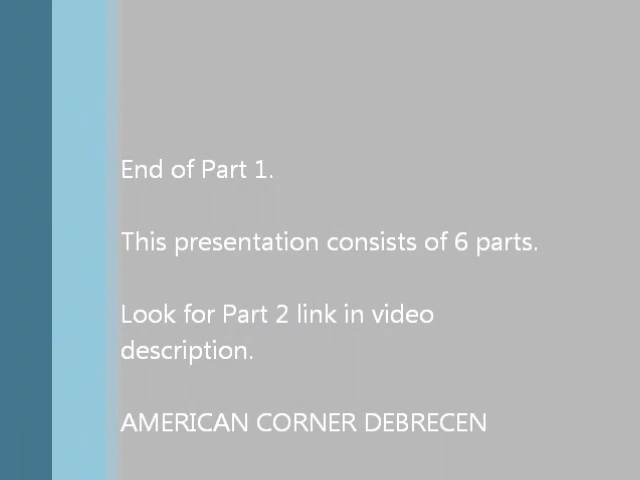 End of Part 1.
This presentation consists of 6 parts.
Look for Part 2 link in video
description.
AMERICAN CORNER DEBRECEN